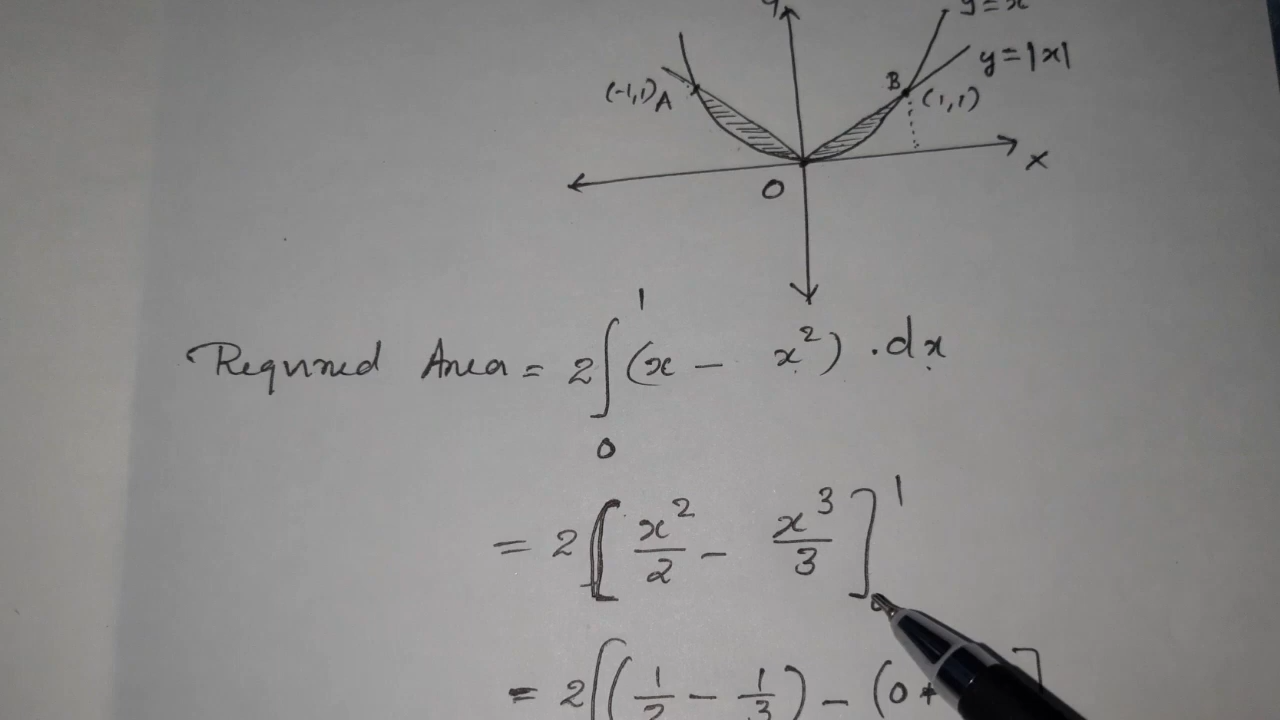 y
y = x
y = |x|
(-1,1) A
B (1,1)
O
X
Required Area = 2∫₀¹ (x - x²) .dx
= 2[x²/2 - x³/3]₀¹
= 2[(1/2 - 1/3) - (0